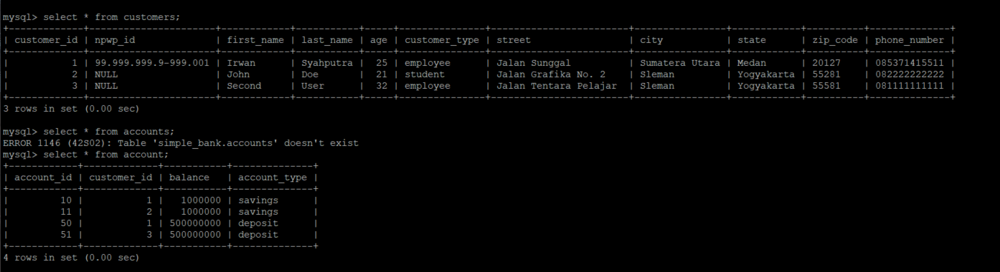 mysql> select * from customers;
+-------------+----------------------+------------+-----------+-----+---------------+------------------------+----------------+------------+----------+--------------+
| customer_id | npwp_id              | first_name | last_name | age | customer_type | street                 | city           | state      | zip_code | phone_number |
+-------------+----------------------+------------+-----------+-----+---------------+------------------------+----------------+------------+----------+--------------+
|           1 | 99.999.999.9-999.001 | Irwan      | Syahputra |  25 | employee      | Jalan Sunggal          | Sumatera Utara | Medan      | 20127    | 085371415511 |
|           2 | NULL                 | John       | Doe       |  21 | student       | Jalan Grafika No. 2    | Sleman         | Yogyakarta | 55281    | 082222222222 |
|           3 | NULL                 | Second     | User      |  32 | employee      | Jalan Tentara Pelajar  | Sleman         | Yogyakarta | 55581    | 081111111111 |
+-------------+----------------------+------------+-----------+-----+---------------+------------------------+----------------+------------+----------+--------------+
3 rows in set (0.00 sec)
mysql> select * from accounts;
ERROR 1146 (42S02): Table 'simple_bank.accounts' doesn't exist
mysql> select * from account;
+------------+-------------+-----------+--------------+
| account_id | customer_id | balance   | account_type |
+------------+-------------+-----------+--------------+
|         10 |           1 |   1000000 | savings      |
|         11 |           2 |   1000000 | savings      |
|         50 |           1 | 500000000 | deposit      |
|         51 |           3 | 500000000 | deposit      |
+------------+-------------+-----------+--------------+
4 rows in set (0.00 sec)